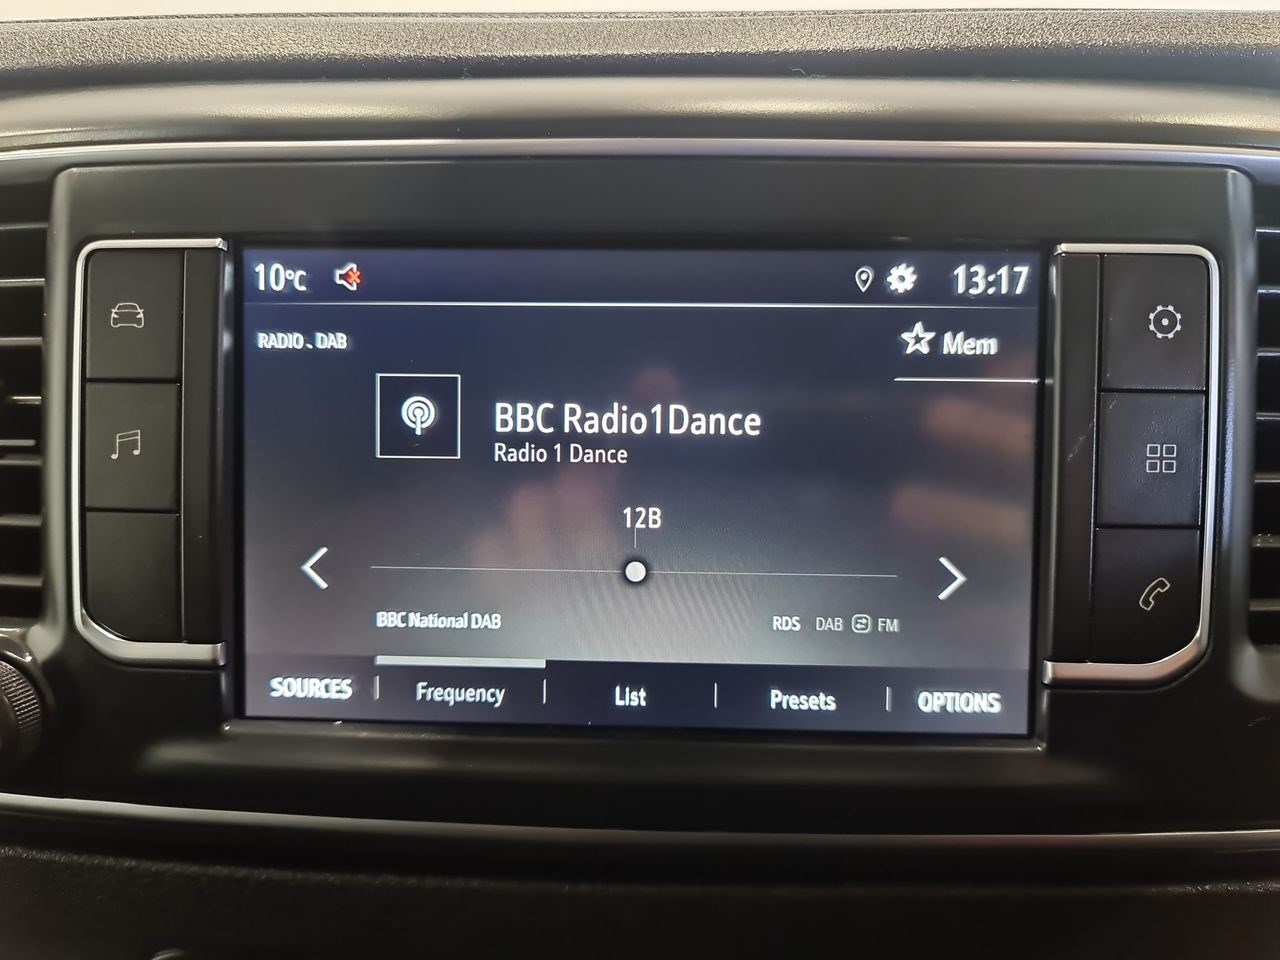 10°C 13:17
RADIO . DAB
Mem
BBC Radio1Dance
Radio 1 Dance
12B
BBC National DAB
RDS DAB FM
SOURCES | Frequency | List | Presets | OPTIONS